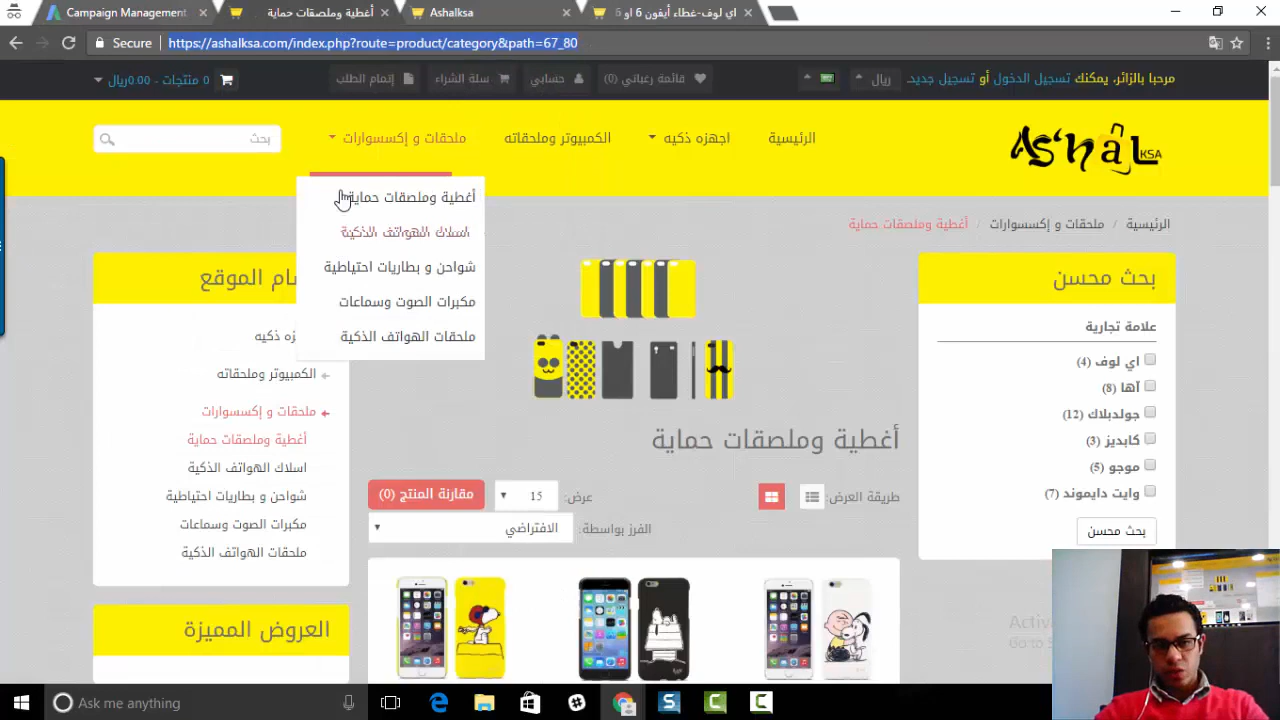 Campaign Management
أغطية وملصقات حماية
Ashalksa
اي لوف-غطاء أيفون 6 او 6
Secure
https://ashalksa.com/index.php?route=product/category&path=67_80
مرحبا بالزائر, يمكنك تسجيل الدخول أو تسجيل جديد.
ريال
قائمة رغباتي (0)
حسابي
سلة الشراء
إتمام الطلب
0 منتجات - 0.00ريال
AS'haL KSA
الرئيسية
اجهزه ذكيه
الكمبيوتر وملحقاته
ملحقات و إكسسوارات
بحث
أغطية وملصقات حماية
اسلاك الهواتف الذكية
شواحن و بطاريات احتياطية
مكبرات الصوت وسماعات
ملحقات الهواتف الذكية
الرئيسية / ملحقات و إكسسوارات / أغطية وملصقات حماية
بحث محسن
علامة تجارية
اي لوف (4)
آها (8)
جولدبلاك (12)
كابديز (3)
موجو (5)
وايت دايموند (7)
بحث محسن
أغطية وملصقات حماية
طريقة العرض:
عرض:
15
مقارنة المنتج (0)
الفرز بواسطة:
الافتراضي
الموقع
الكمبيوتر وملحقاته
ملحقات و إكسسوارات
أغطية وملصقات حماية
اسلاك الهواتف الذكية
شواحن و بطاريات احتياطية
مكبرات الصوت وسماعات
ملحقات الهواتف الذكية
العروض المميزة
Ask me anything